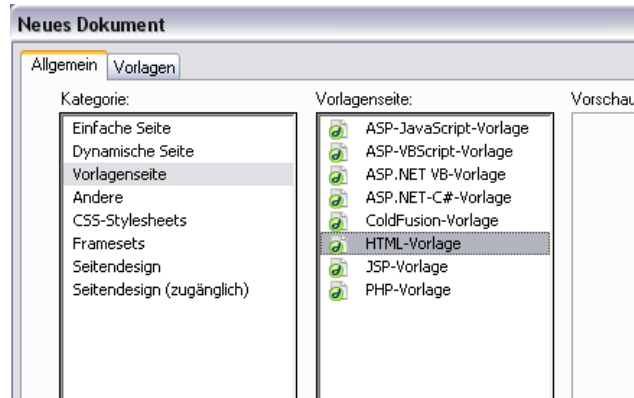 Neues Dokument
Allgemein
Vorlagen
Kategorie:
Einfache Seite
Dynamische Seite
Vorlagenseite
Andere
CSS-Stylesheets
Framesets
Seitendesign
Seitendesign (zugänglich)
Vorlagenseite:
ASP-JavaScript-Vorlage
ASP-VBScript-Vorlage
ASP.NET VB-Vorlage
ASP.NET-C#-Vorlage
ColdFusion-Vorlage
HTML-Vorlage
JSP-Vorlage
PHP-Vorlage
Vorschau